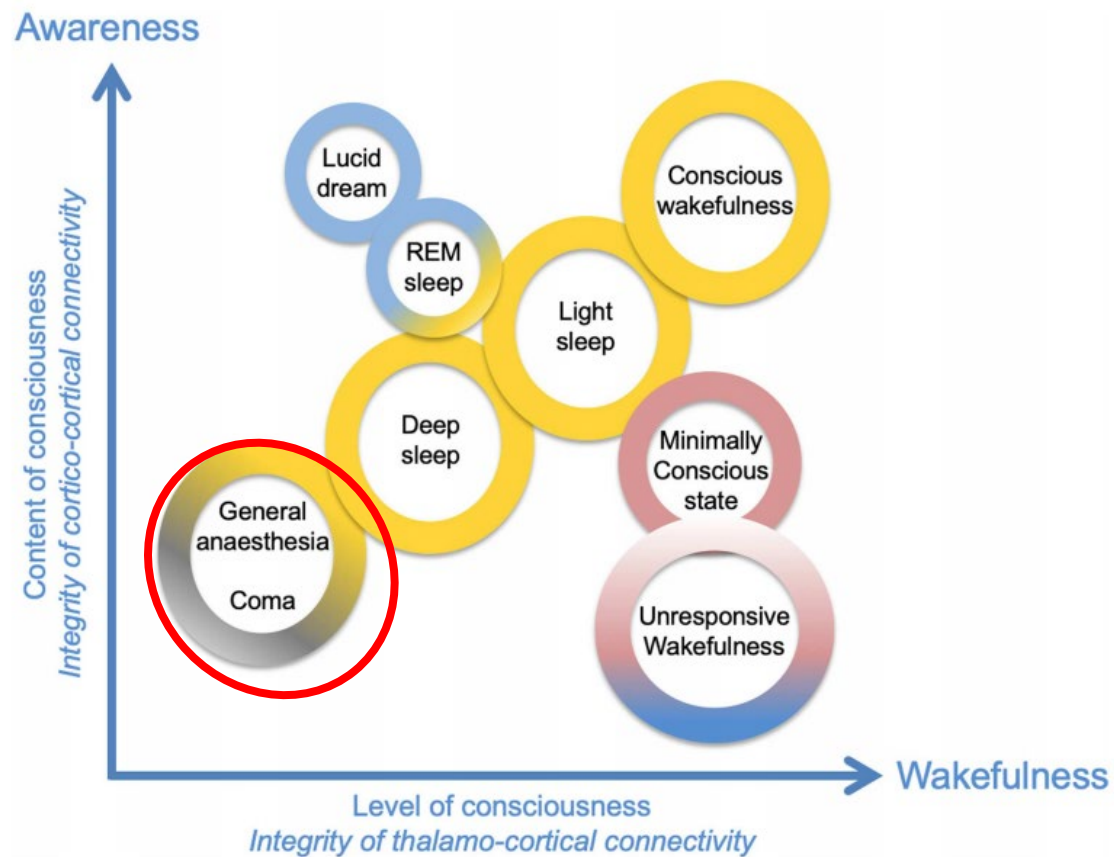 Awareness
Content of consciousness
Integrity of cortico-cortical connectivity
Lucid
dream
REM
sleep
Conscious
wakefulness
Light
sleep
Deep
sleep
Minimally
Conscious
state
General
anaesthesia
Coma
Unresponsive
Wakefulness
Wakefulness
Level of consciousness
Integrity of thalamo-cortical connectivity